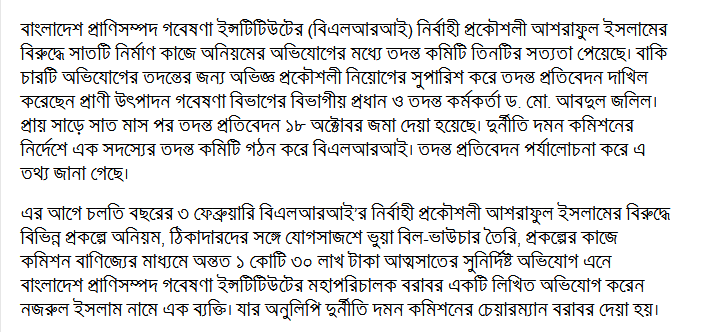 বাংলাদেশ প্রাণিসম্পদ গবেষণা ইন্সটিটিউটের (বিএলআরআই) নির্বাহী প্রকৌশলী আশরাফুল ইসলামের
বিরুদ্ধে সাতটি নির্মাণ কাজে অনিয়মের অভিযোগের মধ্যে তদন্ত কমিটি তিনটির সত্যতা পেয়েছে। বাকি
চারটি অভিযোগের তদন্তের জন্য অভিজ্ঞ প্রকৌশলী নিয়োগের সুপারিশ করে তদন্ত প্রতিবেদন দাখিল
করেছেন প্রাণী উৎপাদন গবেষণা বিভাগের বিভাগীয় প্রধান ও তদন্ত কর্মকর্তা ড. মো. আবদুল জলিল।
প্রায় সাড়ে সাত মাস পর তদন্ত প্রতিবেদন ১৮ অক্টোবর জমা দেয়া হয়েছে। দুর্নীতি দমন কমিশনের
নির্দেশে এক সদস্যের তদন্ত কমিটি গঠন করে বিএলআরআই। তদন্ত প্রতিবেদন পর্যালোচনা করে এ
তথ্য জানা গেছে।
এর আগে চলতি বছরের ৩ ফেব্রুয়ারি বিএলআরআই'র নির্বাহী প্রকৌশলী আশরাফুল ইসলামের বিরুদ্ধে
বিভিন্ন প্রকল্পে অনিয়ম, ঠিকাদারদের সঙ্গে যোগসাজশে ভুয়া বিল-ভাউচার তৈরি, প্রকল্পের কাজে
কমিশন বাণিজ্যের মাধ্যমে অন্তত ১ কোটি ৩০ লাখ টাকা আত্মসাতের সুনির্দিষ্ট অভিযোগ এনে
বাংলাদেশ প্রাণিসম্পদ গবেষণা ইন্সটিটিউটের মহাপরিচালক বরাবর একটি লিখিত অভিযোগ করেন
নজরুল ইসলাম নামে এক ব্যক্তি। যার অনুলিপি দুর্নীতি দমন কমিশনের চেয়ারম্যান বরাবর দেয়া হয়।